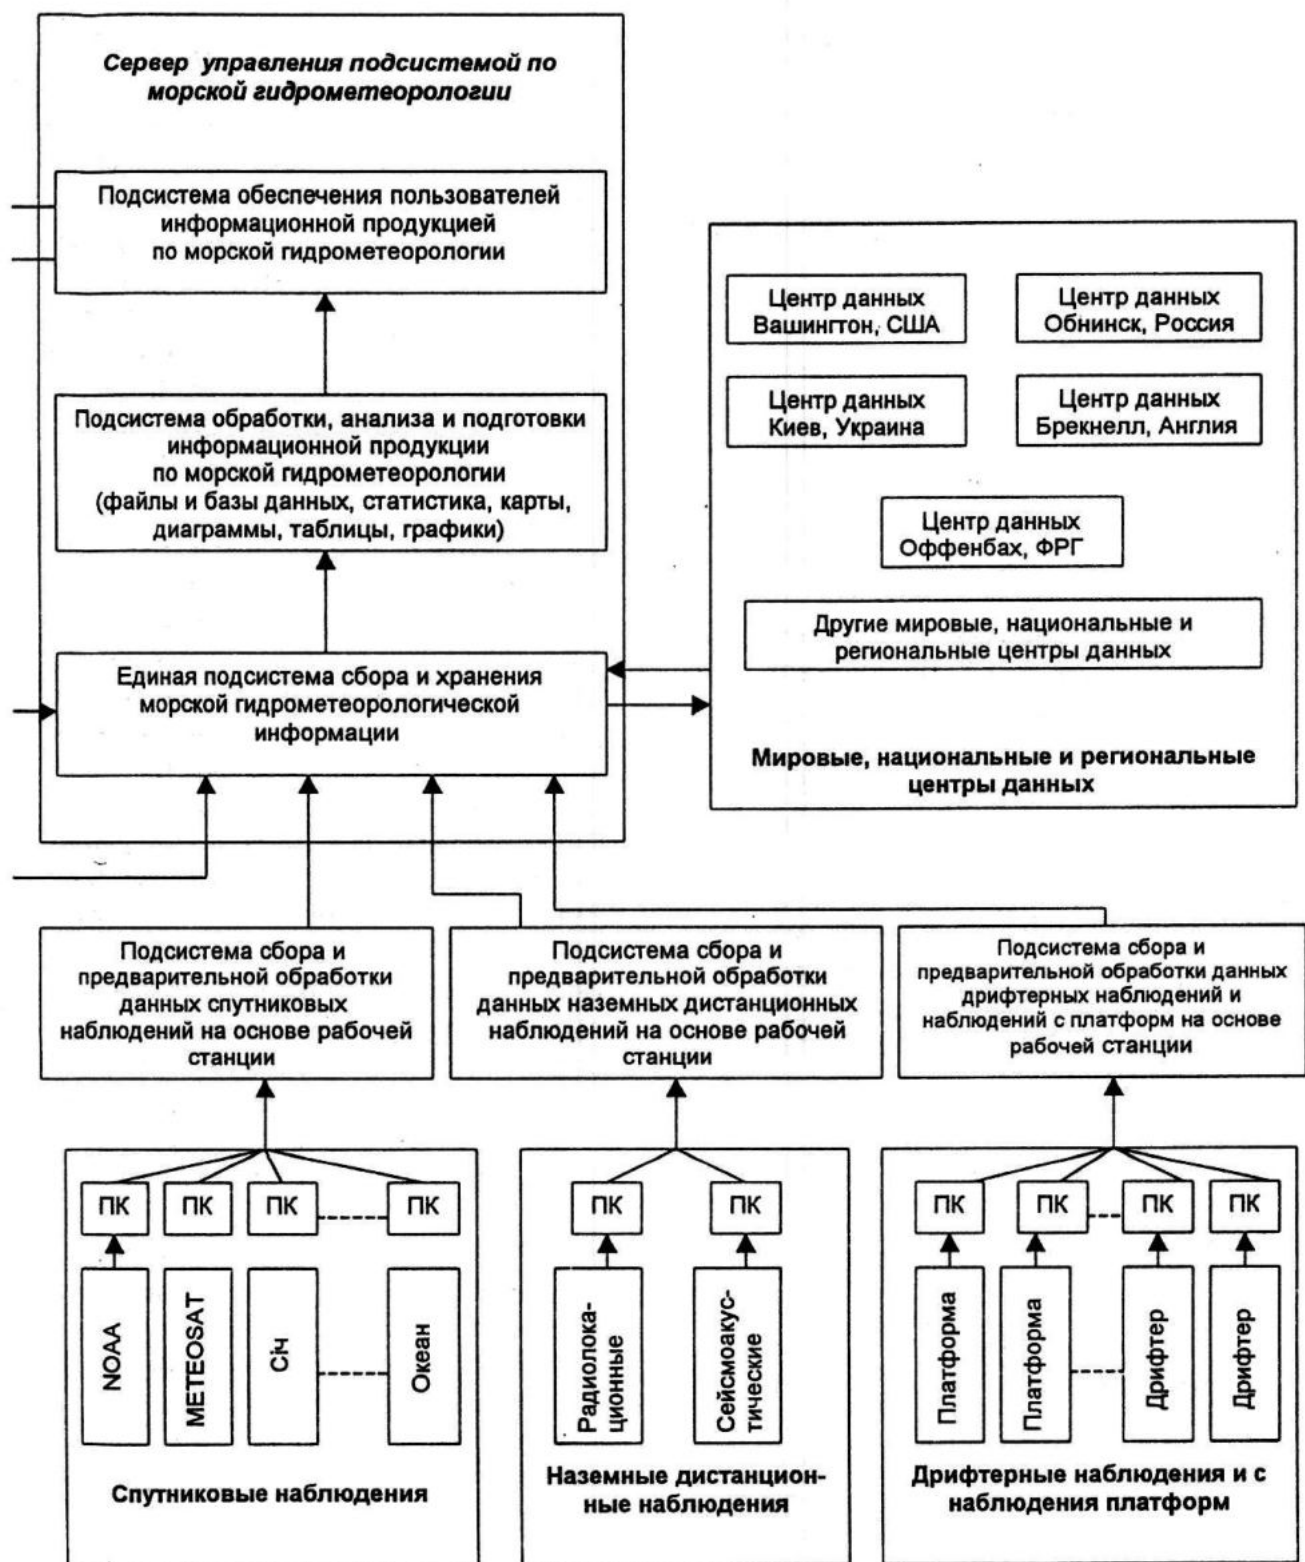 Сервер управления подсистемой по
морской гидрометеорологии
Подсистема обеспечения пользователей
информационной продукцией
по морской гидрометеорологии
Подсистема обработки, анализа и подготовки
информационной продукции
по морской гидрометеорологии
(файлы и базы данных, статистика, карты,
диаграммы, таблицы, графики)
Единая подсистема сбора и хранения
морской гидрометеорологической
информации
Центр данных
Вашингтон, США
Центр данных
Обнинск, Россия
Центр данных
Киев, Украина
Центр данных
Брекнелл, Англия
Центр данных
Оффенбах, ФРГ
Другие мировые, национальные и
региональные центры данных
Мировые, национальные и региональные
центры данных
Подсистема сбора и
предварительной обработки
данных спутниковых
наблюдений на основе рабочей
станции
Подсистема сбора и
предварительной обработки
данных наземных дистанционных
наблюдений на основе рабочей
станции
Подсистема сбора и
предварительной обработки данных
дрифтерных наблюдений и
наблюдений с платформ на основе
рабочей станции
ПК
ПК
ПК
ПК
NOAA
METEOSAT
Січ
Океан
Спутниковые наблюдения
ПК
ПК
Радиолока-
ционные
Сейсмоакус-
тические
Наземные дистанцион-
ные наблюдения
ПК
ПК
ПК
ПК
Платформа
Платформа
Дрифтер
Дрифтер
Дрифтерные наблюдения и с
наблюдения платформ